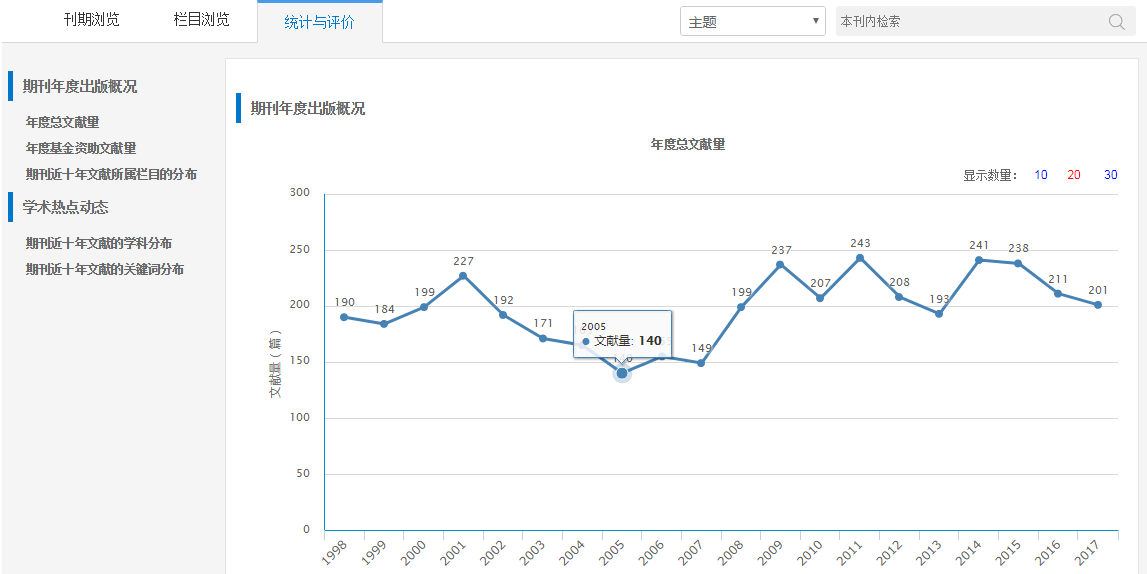 刊期浏览 栏目浏览 统计与评价 主题 本刊内检索
期刊年度出版概况
年度总文献量
年度基金资助文献量
期刊近十年文献所属栏目的分布
学术热点动态
期刊近十年文献的学科分布
期刊近十年文献的关键词分布
期刊年度出版概况
年度总文献量
显示数量： 10 20 30
文献量（篇）
300
250
200
150
100
50
0
190 184 199 227 192 171 149 199 237 207 243 208 193 241 238 211 201
2005
文献量: 140
1998 1999 2000 2001 2002 2003 2004 2005 2006 2007 2008 2009 2010 2011 2012 2013 2014 2015 2016 2017